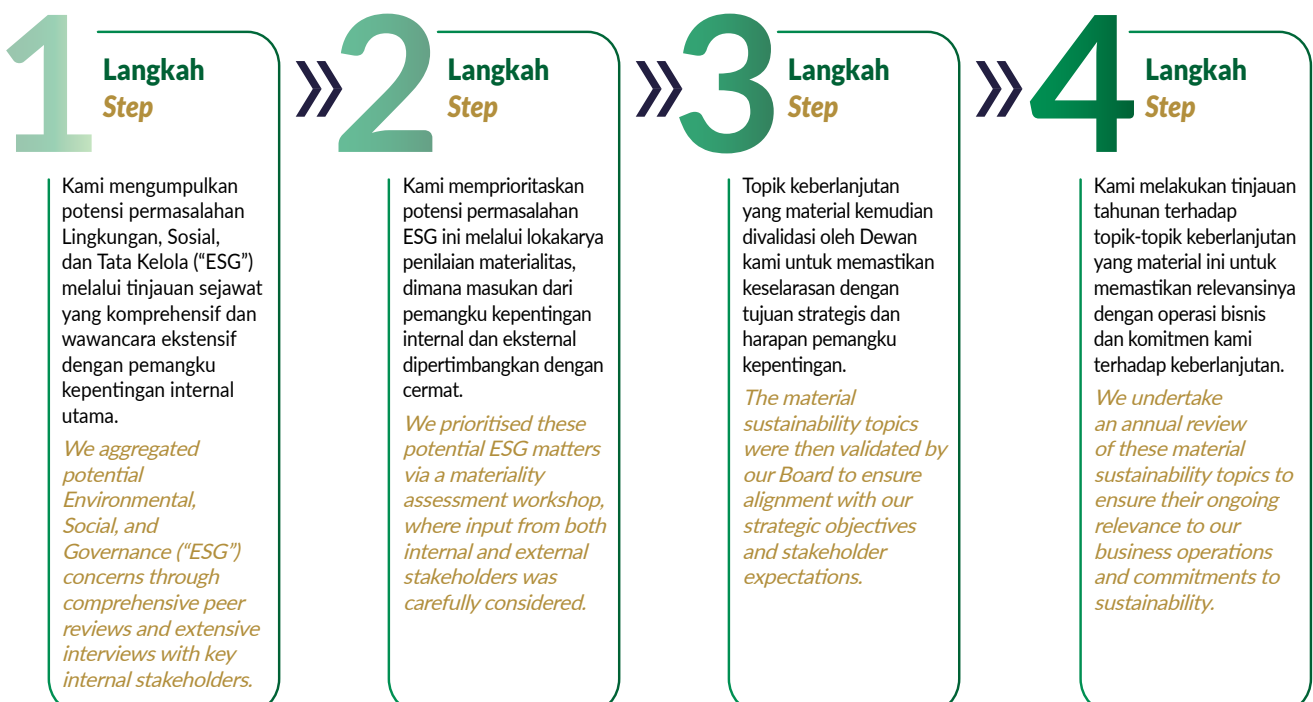 1
Langkah
Step
Kami mengumpulkan
potensi permasalahan
Lingkungan, Sosial,
dan Tata Kelola (“ESG”)
melalui tinjauan sejawat
yang komprehensif dan
wawancara ekstensif
dengan pemangku
kepentingan internal
utama.
We aggregated
potential
Environmental,
Social, and
Governance (“ESG”)
concerns through
comprehensive peer
reviews and extensive
interviews with key
internal stakeholders.
2
Langkah
Step
Kami memprioritaskan
potensi permasalahan
ESG ini melalui lokakarya
penilaian materialitas,
dimana masukan dari
pemangku kepentingan
internal dan eksternal
dipertimbangkan dengan
cermat.
We prioritised these
potential ESG matters
via a materiality
assessment workshop,
where input from both
internal and external
stakeholders was
carefully considered.
3
Langkah
Step
Topik keberlanjutan
yang material kemudian
divalidasi oleh Dewan
kami untuk memastikan
keselarasan dengan
tujuan strategis dan
harapan pemangku
kepentingan.
The material
sustainability topics
were then validated by
our Board to ensure
alignment with our
strategic objectives
and stakeholder
expectations.
4
Langkah
Step
Kami melakukan tinjauan
tahunan terhadap
topik-topik keberlanjutan
yang material ini untuk
memastikan relevansinya
dengan operasi bisnis
dan komitmen kami
terhadap keberlanjutan.
We undertake
an annual review
of these material
sustainability topics to
ensure their ongoing
relevance to our
business operations
and commitments to
sustainability.